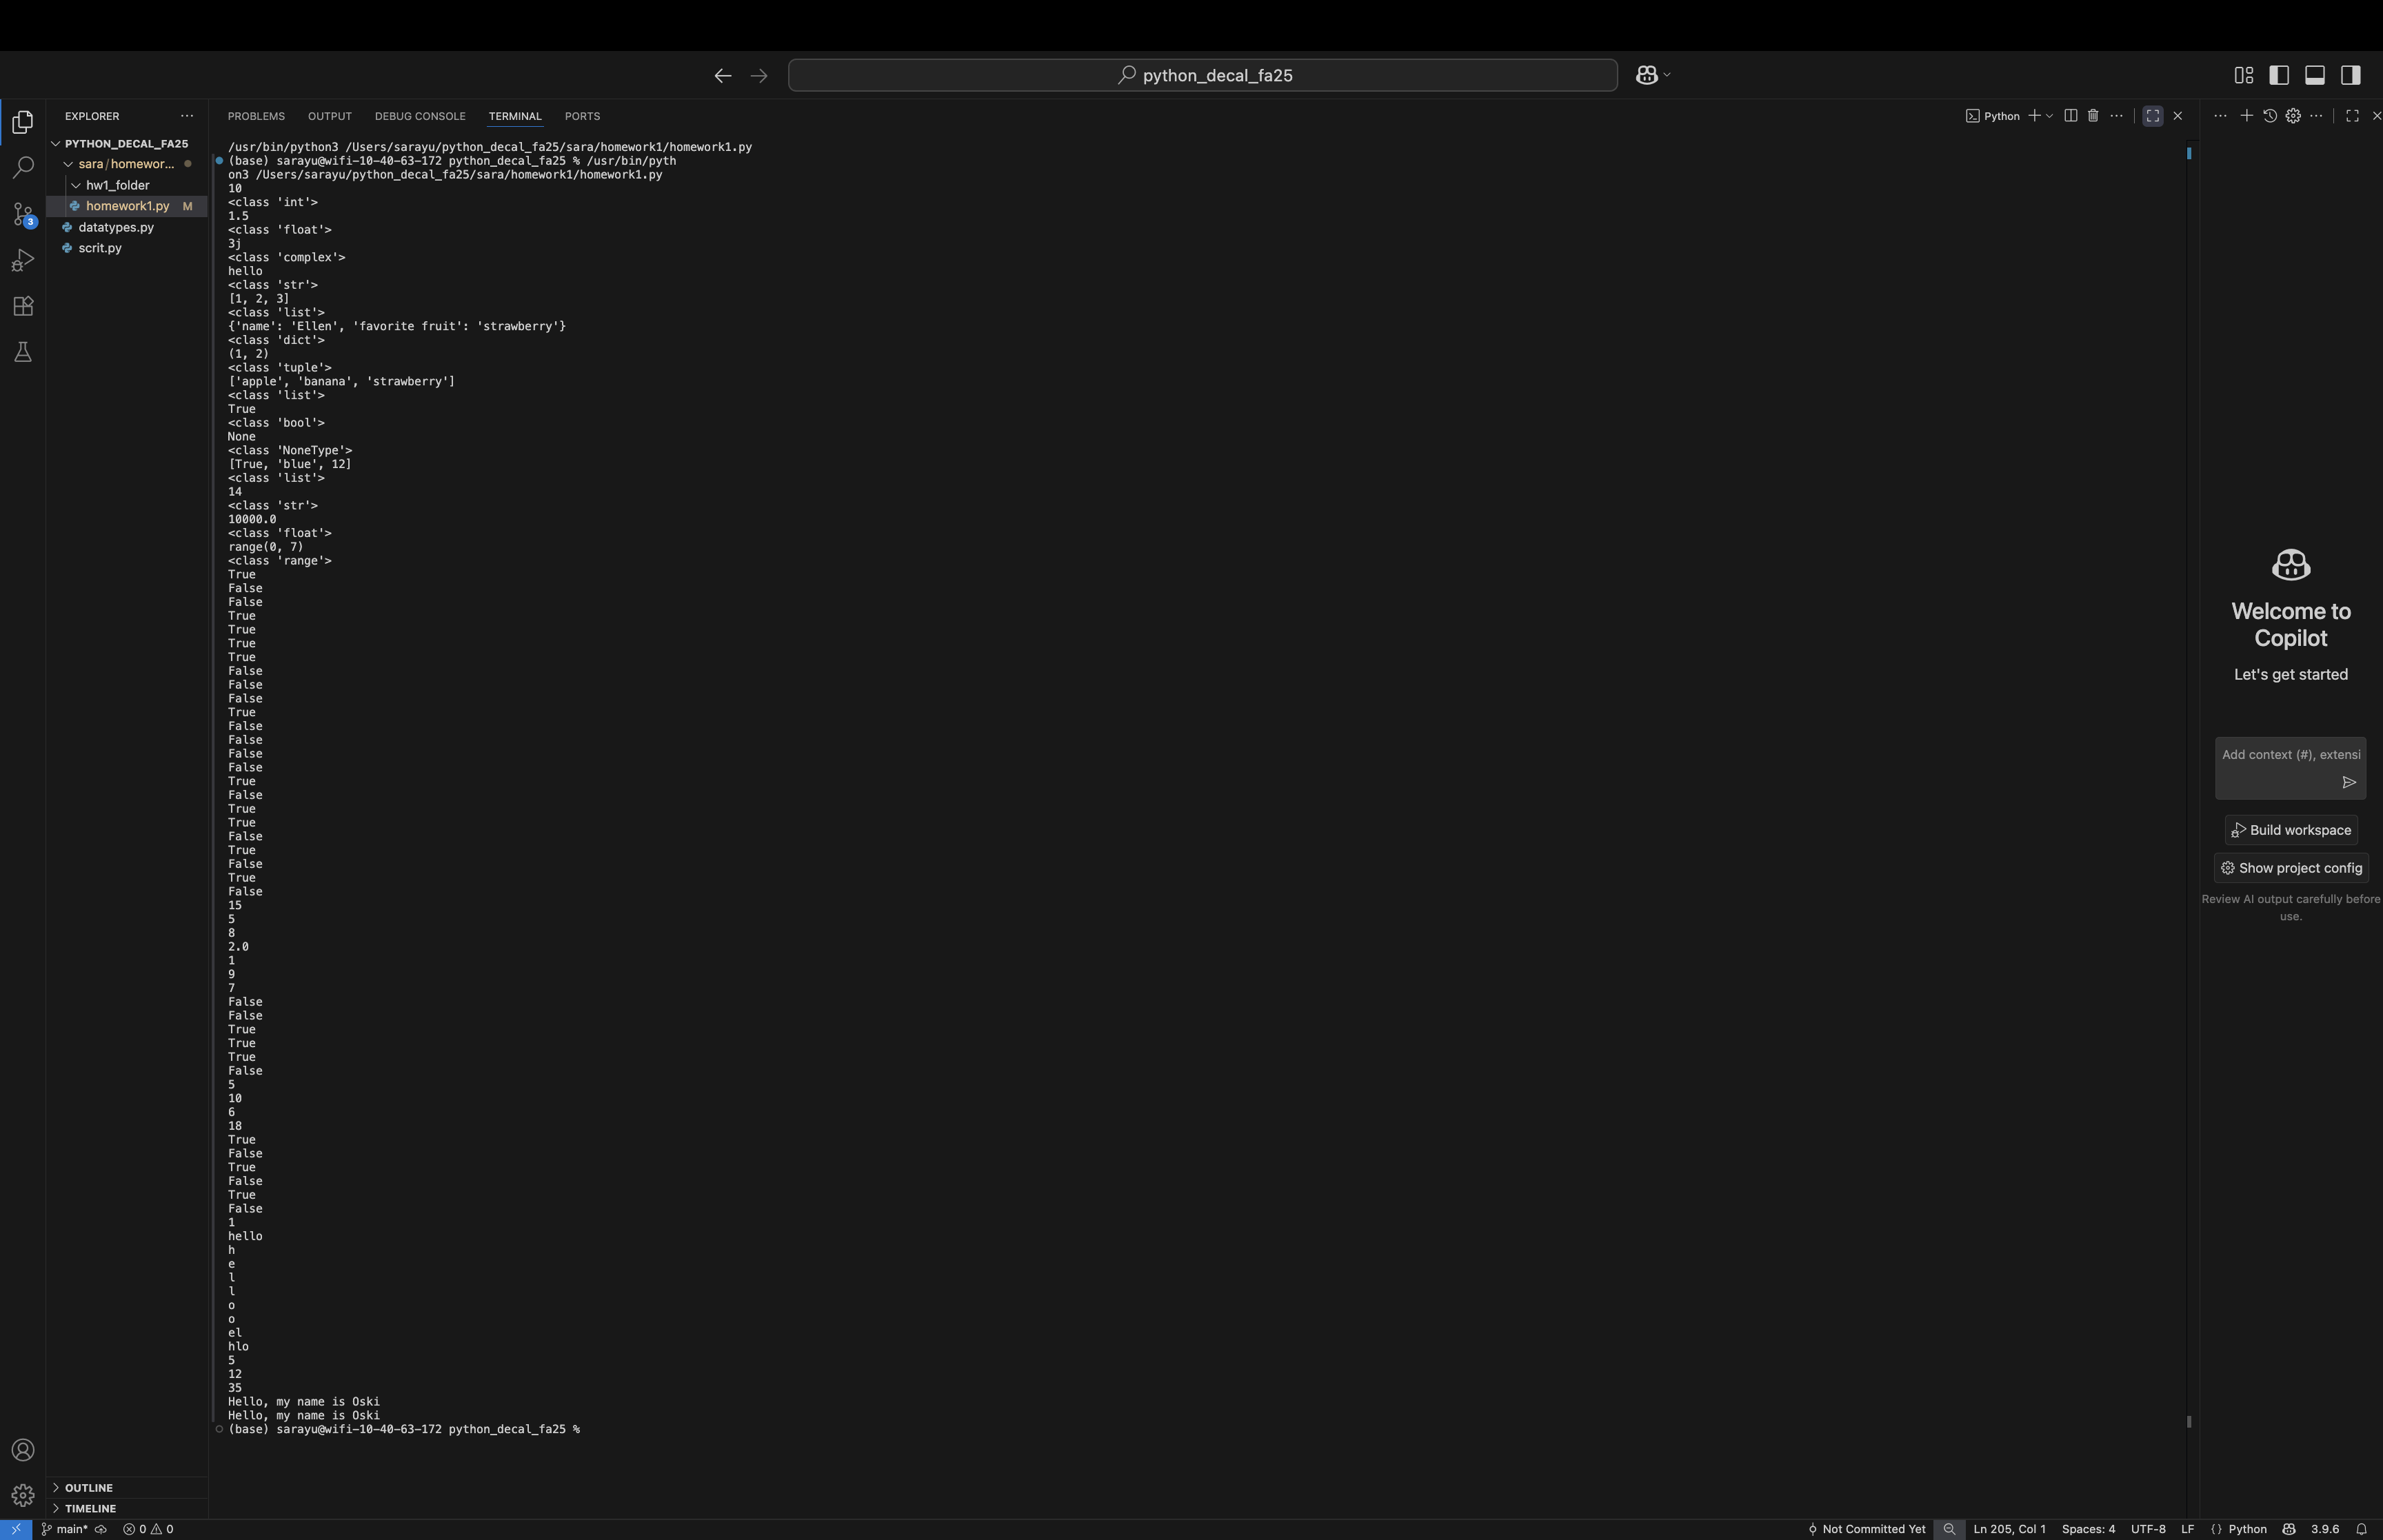 python_decal_fa25
EXPLORER
PYTHON_DECAL_FA25
sara/homewor...
hw1_folder
homework1.py M
datatypes.py
scrit.py
3
OUTLINE
TIMELINE
PROBLEMS OUTPUT DEBUG CONSOLE TERMINAL PORTS
Python
/usr/bin/python3 /Users/sarayu/python_decal_fa25/sara/homework1/homework1.py
(base) sarayu@wifi-10-40-63-172 python_decal_fa25 % /usr/bin/pyth
on3 /Users/sarayu/python_decal_fa25/sara/homework1/homework1.py
10
<class 'int'>
1.5
<class 'float'>
3j
<class 'complex'>
hello
<class 'str'>
[1, 2, 3]
<class 'list'>
{'name': 'Ellen', 'favorite fruit': 'strawberry'}
<class 'dict'>
(1, 2)
<class 'tuple'>
['apple', 'banana', 'strawberry']
<class 'list'>
True
<class 'bool'>
None
<class 'NoneType'>
[True, 'blue', 12]
<class 'list'>
14
<class 'str'>
10000.0
<class 'float'>
range(0, 7)
<class 'range'>
True
False
False
True
True
True
True
False
False
False
True
False
False
False
False
True
False
True
True
False
True
False
True
False
15
5
8
2.0
1
9
7
False
False
True
True
True
False
5
10
6
18
True
False
True
False
True
False
1
hello
h
e
l
l
o
o
el
hlo
5
12
35
Hello, my name is Oski
Hello, my name is Oski
(base) sarayu@wifi-10-40-63-172 python_decal_fa25 %
Welcome to
Copilot
Let's get started
Add context (#), extensi
Build workspace
Show project config
Review AI output carefully before
use.
main* 0 0
Not Committed Yet Ln 205, Col 1 Spaces: 4 UTF-8 LF {} Python 3.9.6